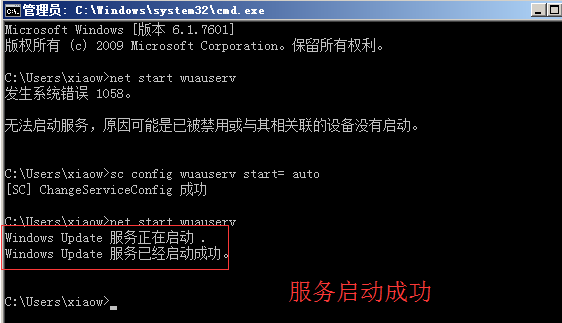 管理员: C:\Windows\system32\cmd.exe
Microsoft Windows [版本 6.1.7601]
版权所有 (c) 2009 Microsoft Corporation。保留所有权利。
C:\Users\xiaow>net start wuauserv
发生系统错误 1058。
无法启动服务，原因可能是已被禁用或与其相关联的设备没有启动。
C:\Users\xiaow>sc config wuauserv start= auto
[SC] ChangeServiceConfig 成功
C:\Users\xiaow>net start wuauserv
Windows Update 服务正在启动 .
Windows Update 服务已经启动成功。
服务启动成功
C:\Users\xiaow>